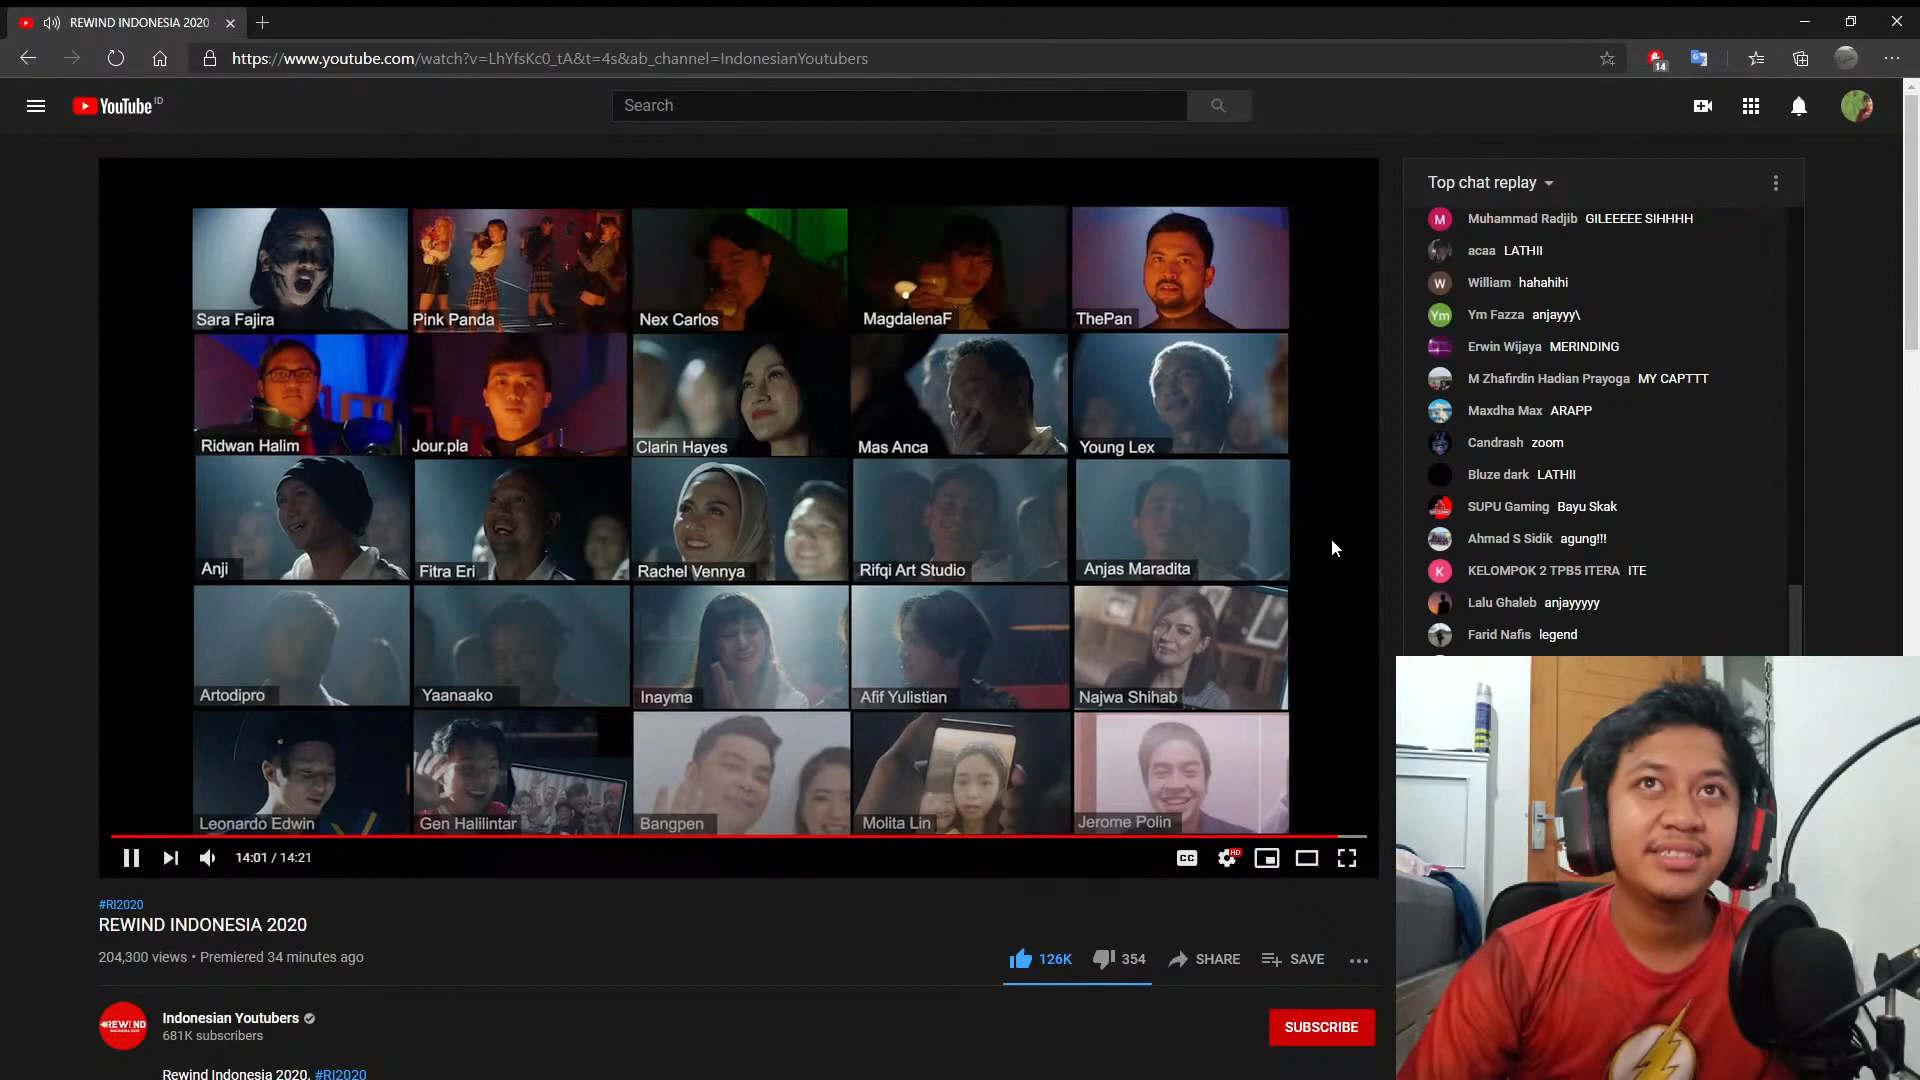 REWIND INDONESIA 2020
https://www.youtube.com/watch?v=LhYfsKc0_tA&t=4s&ab_channel=IndonesianYoutubers
14
YouTube ID
Search
Sara Fajira
Pink Panda
Nex Carlos
MagdalenaF
ThePan
Ridwan Halim
Jour.pla
Clarin Hayes
Mas Anca
Young Lex
Anji
Fitra Eri
Rachel Vennya
Rifqi Art Studio
Anjas Maradita
Artodipro
Yaanaako
Inayma
Afif Yulistian
Najwa Shihab
Leonardo Edwin
Gen Halilintar
Bangpen
Molita Lin
Jerome Polin
14:01 / 14:21
CC
HD
Top chat replay
M Muhammad Radjib GILEEEEE SIHHHH
acaa LATHII
W William hahahihi
Ym Ym Fazza anjayyy\
Erwin Wijaya MERINDING
M Zhafirdin Hadian Prayoga MY CAPTTT
Maxdha Max ARAPP
Candrash zoom
Bluze dark LATHII
SUPU Gaming Bayu Skak
Ahmad S Sidik agung!!!
K KELOMPOK 2 TPB5 ITERA ITE
Lalu Ghaleb anjayyyyy
Farid Nafis legend
#RI2020
REWIND INDONESIA 2020
204,300 views • Premiered 34 minutes ago
126K
354
SHARE
SAVE
REWIND
Indonesian Youtubers
681K subscribers
SUBSCRIBE
Rewind Indonesia 2020. #RI2020